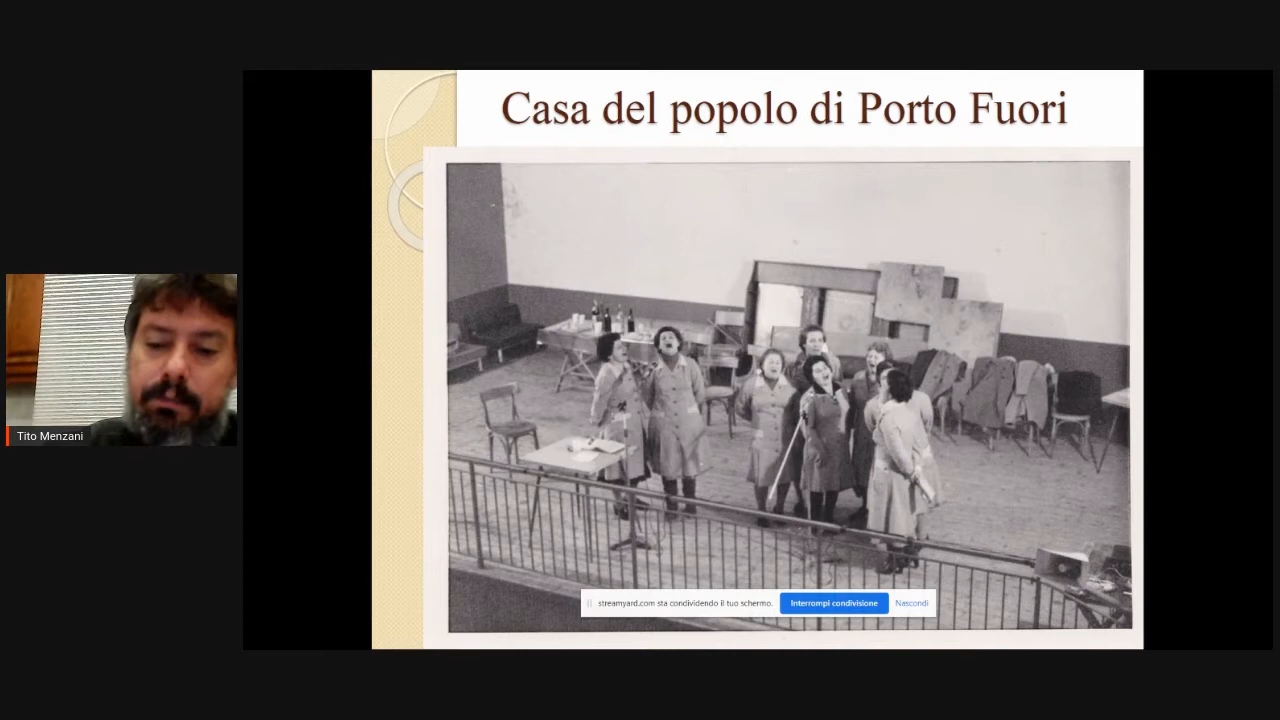 Casa del popolo di Porto Fuori
Tito Menzani
streamyard.com sta condividendo il tuo schermo. Interrompi condivisione Nascondi